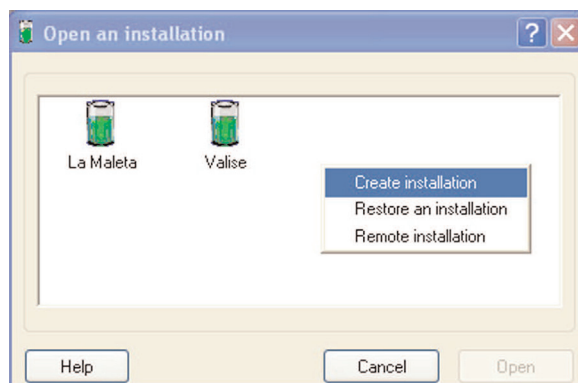 Open an installation
La Maleta
Valise
Create installation
Restore an installation
Remote installation
Help
Cancel
Open